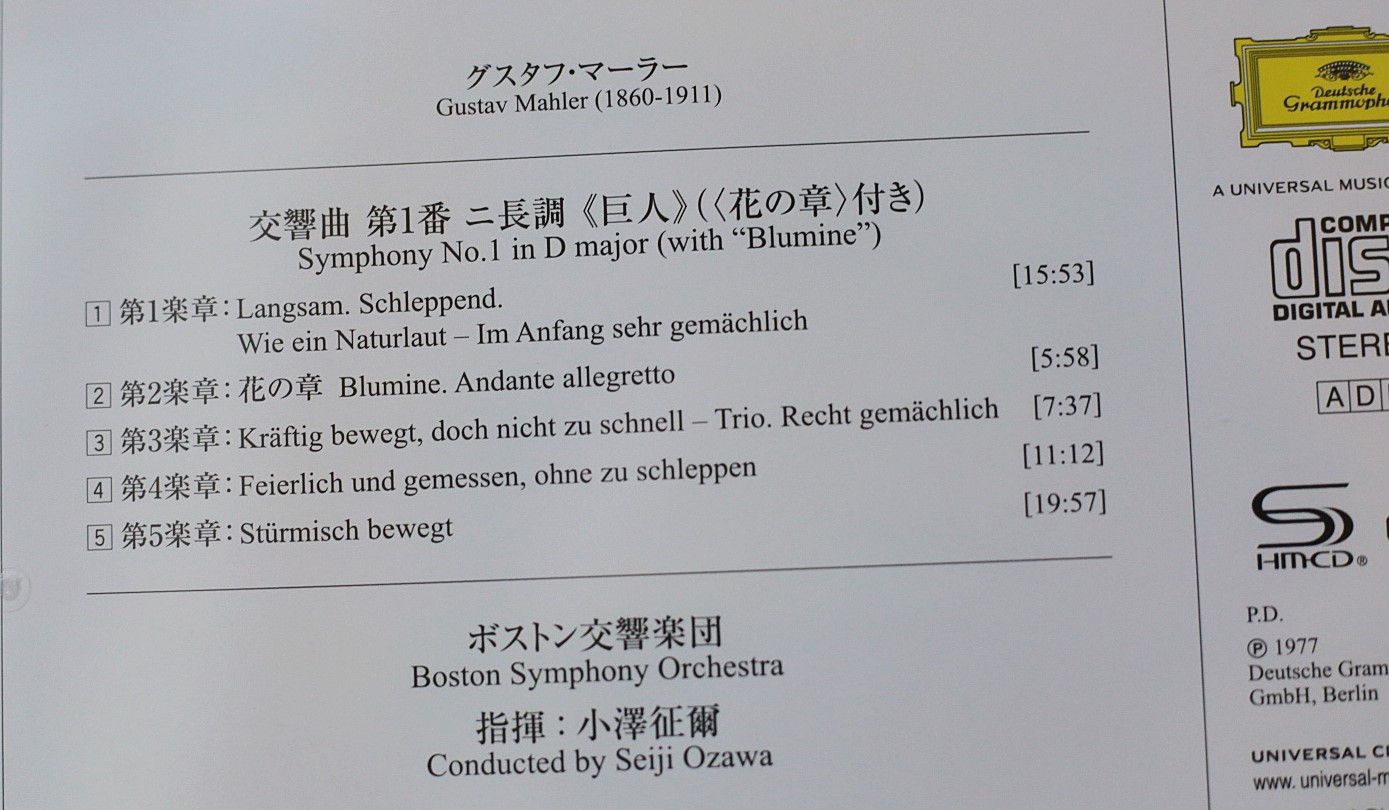 グスタフ・マーラー
Gustav Mahler (1860-1911)
交響曲 第1番 ニ長調《巨人》(〈花の章〉付き)
Symphony No.1 in D major (with “Blumine”)
1 第1楽章：Langsam. Schleppend. [15:53]
Wie ein Naturlaut – Im Anfang sehr gemächlich
2 第2楽章：花の章 Blumine. Andante allegretto [5:58]
3 第3楽章：Kräftig bewegt, doch nicht zu schnell – Trio. Recht gemächlich [7:37]
4 第4楽章：Feierlich und gemessen, ohne zu schleppen [11:12]
5 第5楽章：Stürmisch bewegt [19:57]
ボストン交響楽団
Boston Symphony Orchestra
指揮：小澤征爾
Conducted by Seiji Ozawa
Deutsche
A UNIVERSAL
disc
DIGITAL
A D
SHM-CD®
P.D.
Ⓟ 1977
Deutsche
GmbH, Berlin
UNIVERSAL
www.